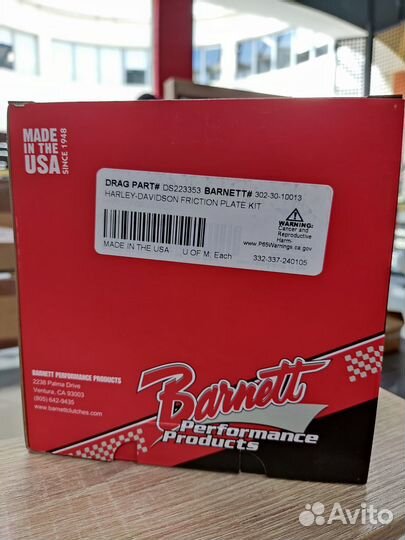 MADE IN
THE
USA
SINCE 1948
DRAG PART# DS223353 BARNETT# 302-30-10013
HARLEY-DAVIDSON FRICTION PLATE KIT
WARNING:
Cancer and
Reproductive
Harm-
www.P65Warnings.ca.gov
MADE IN THE USA U OF M: Each 332-337-240105
BARNETT PERFORMANCE PRODUCTS
2238 Palma Drive
Ventura, CA 93003
(805) 642-9435
www.barnettclutches.com
Barnett
Performance
Products
Avito